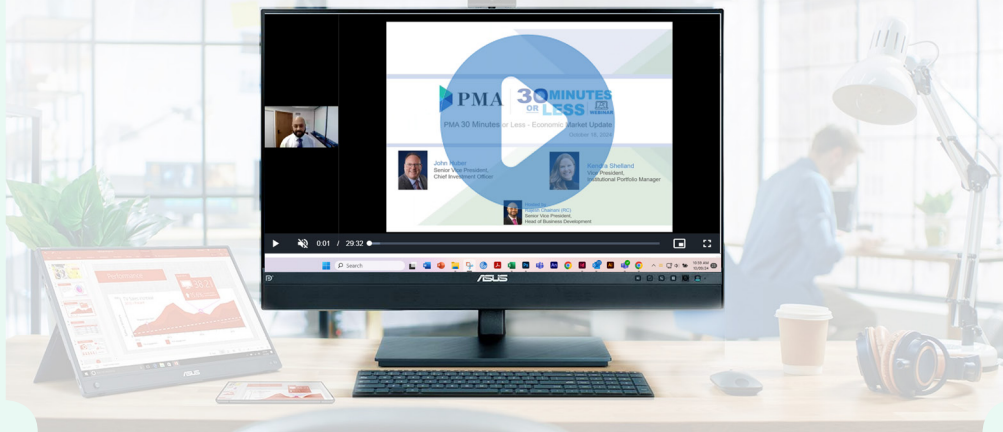 PMA
30 MINUTES
OR LESS
WEBINAR
PMA 30 Minutes or Less - Economic Market Update
October 18, 2024
John Huber
Senior Vice President,
Chief Investment Officer
Kendra Shelland
Vice President,
Institutional Portfolio Manager
Senior Vice President,
Head of Business Development
0:01 / 29:32
Search
ASUS
Performance
ASUS